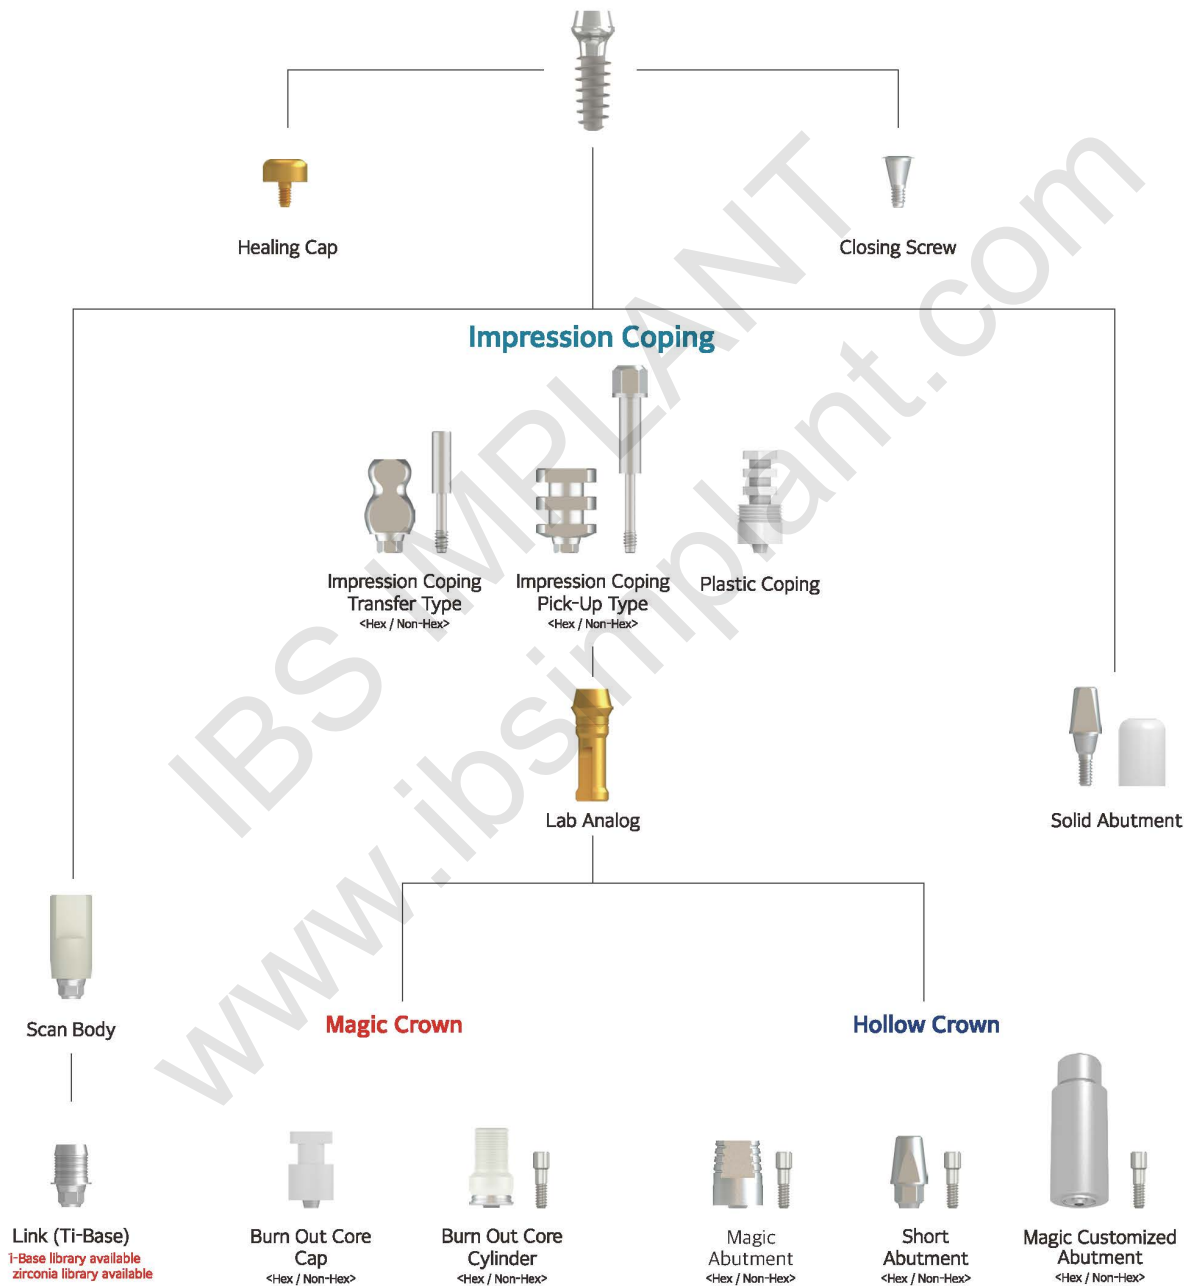 Healing Cap
Closing Screw
Impression Coping
Impression Coping
Transfer Type
<Hex / Non-Hex>
Impression Coping
Pick-Up Type
<Hex / Non-Hex>
Plastic Coping
Lab Analog
Solid Abutment
Scan Body
Magic Crown
Hollow Crown
Link (Ti-Base)
Ti-Base library available
zirconia library available
Burn Out Core
Cap
<Hex / Non-Hex>
Burn Out Core
Cylinder
<Hex / Non-Hex>
Magic
Abutment
<Hex / Non-Hex>
Short
Abutment
<Hex / Non-Hex>
Magic Customized
Abutment
<Hex / Non-Hex>
IBS IMPLANT
www.ibsimplant.com